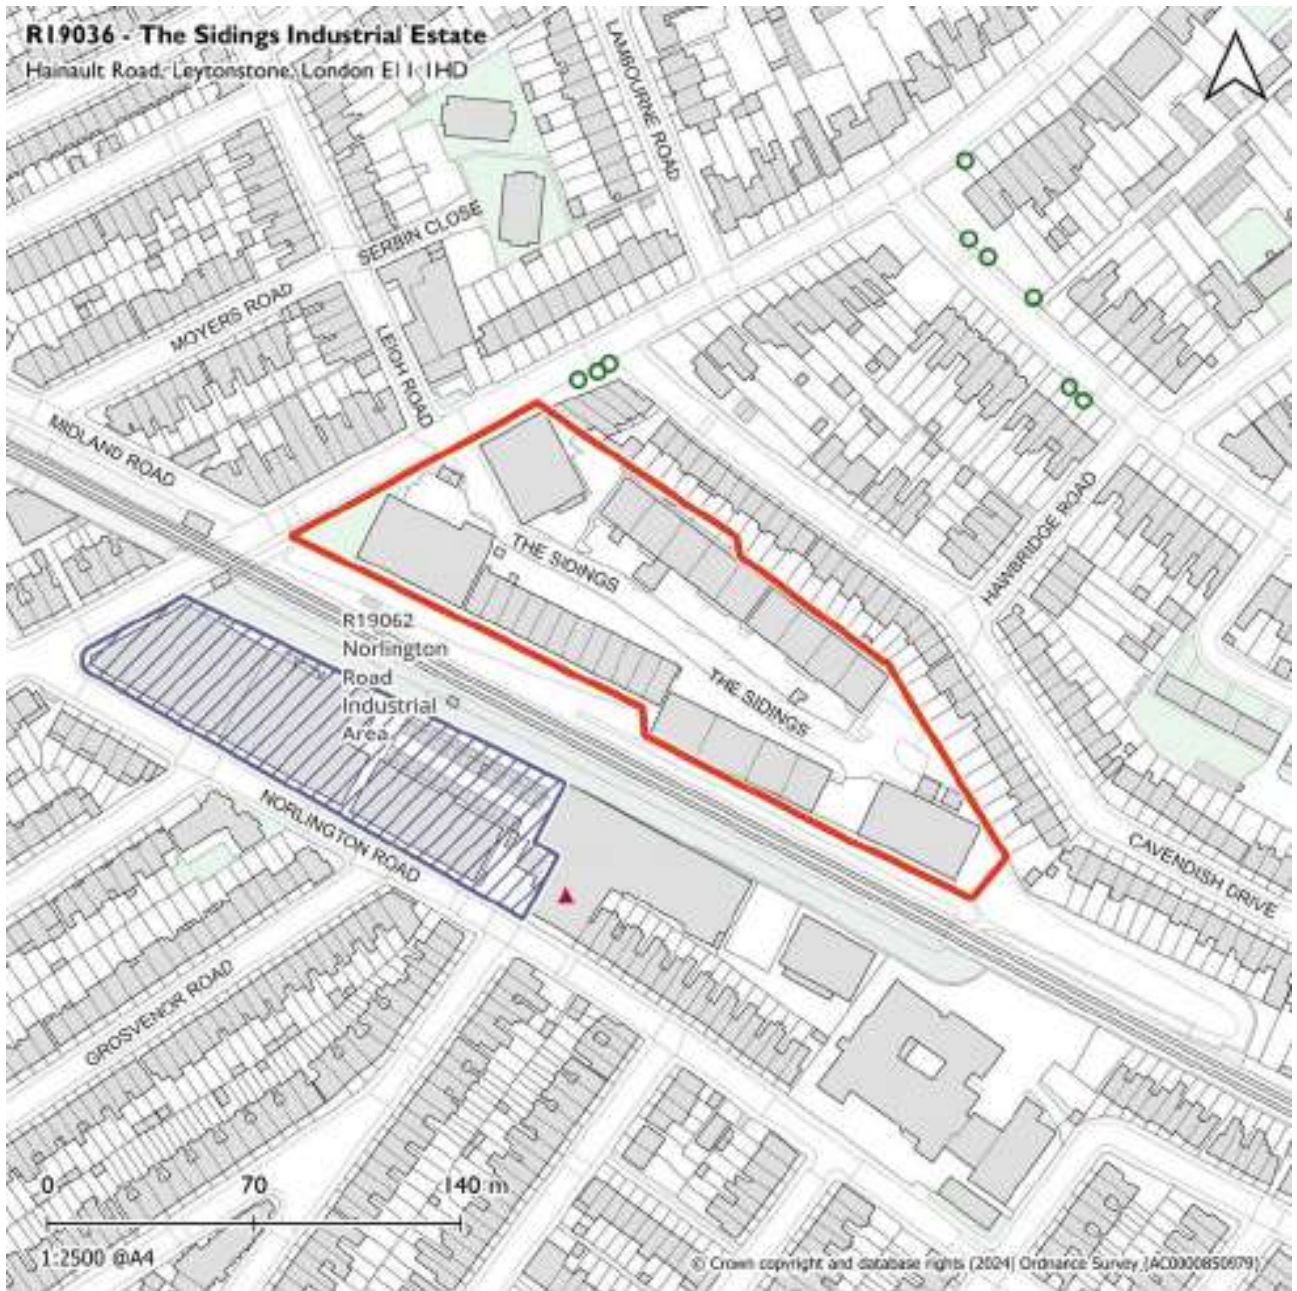 R19036 - The Sidings Industrial Estate
Hainault Road, Leytonstone, London E11 1HD
LAMBOURNE ROAD
SERBIN CLOSE
MOYERS ROAD
LEIGH ROAD
MIDLAND ROAD
HAWBRIDGE ROAD
THE SIDINGS
R19062
Norlington
Road
Industrial
Area
THE SIDINGS
NORLINGTON ROAD
CAVENDISH DRIVE
GROSVENOR ROAD
0 70 140 m
1:2500 @A4
© Crown copyright and database rights (2024) Ordnance Survey (AC0000850979)